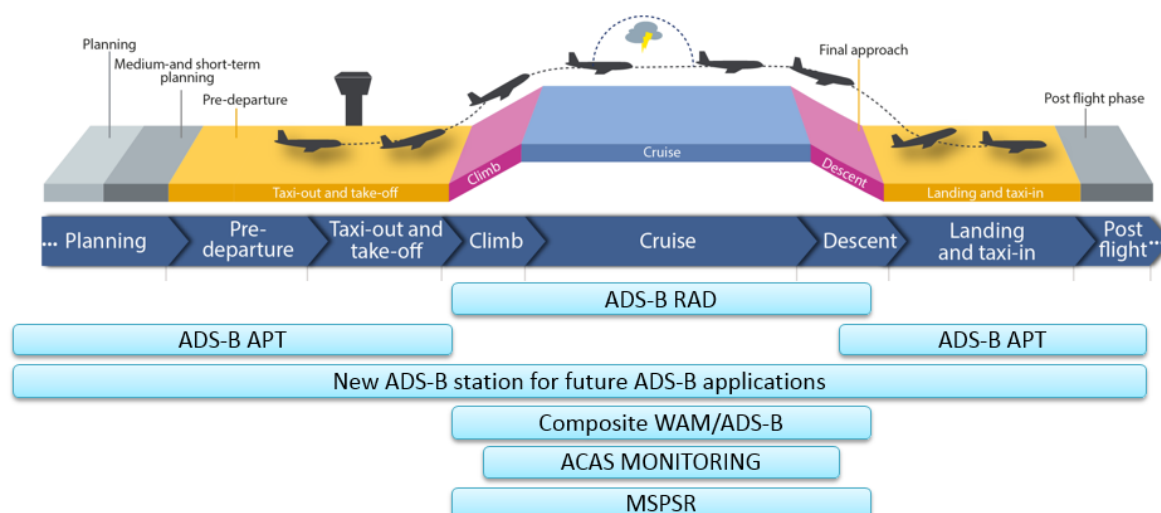 Planning
Medium-and short-term
planning
Pre-departure
Final approach
Post flight phase
Cruise
Climb
Descent
Taxi-out and take-off
Landing and taxi-in
... Planning
Pre-
departure
Taxi-out and
take-off
Climb
Cruise
Descent
Landing
and taxi-in
Post
flight
...
ADS-B RAD
ADS-B APT
ADS-B APT
New ADS-B station for future ADS-B applications
Composite WAM/ADS-B
ACAS MONITORING
MSPSR